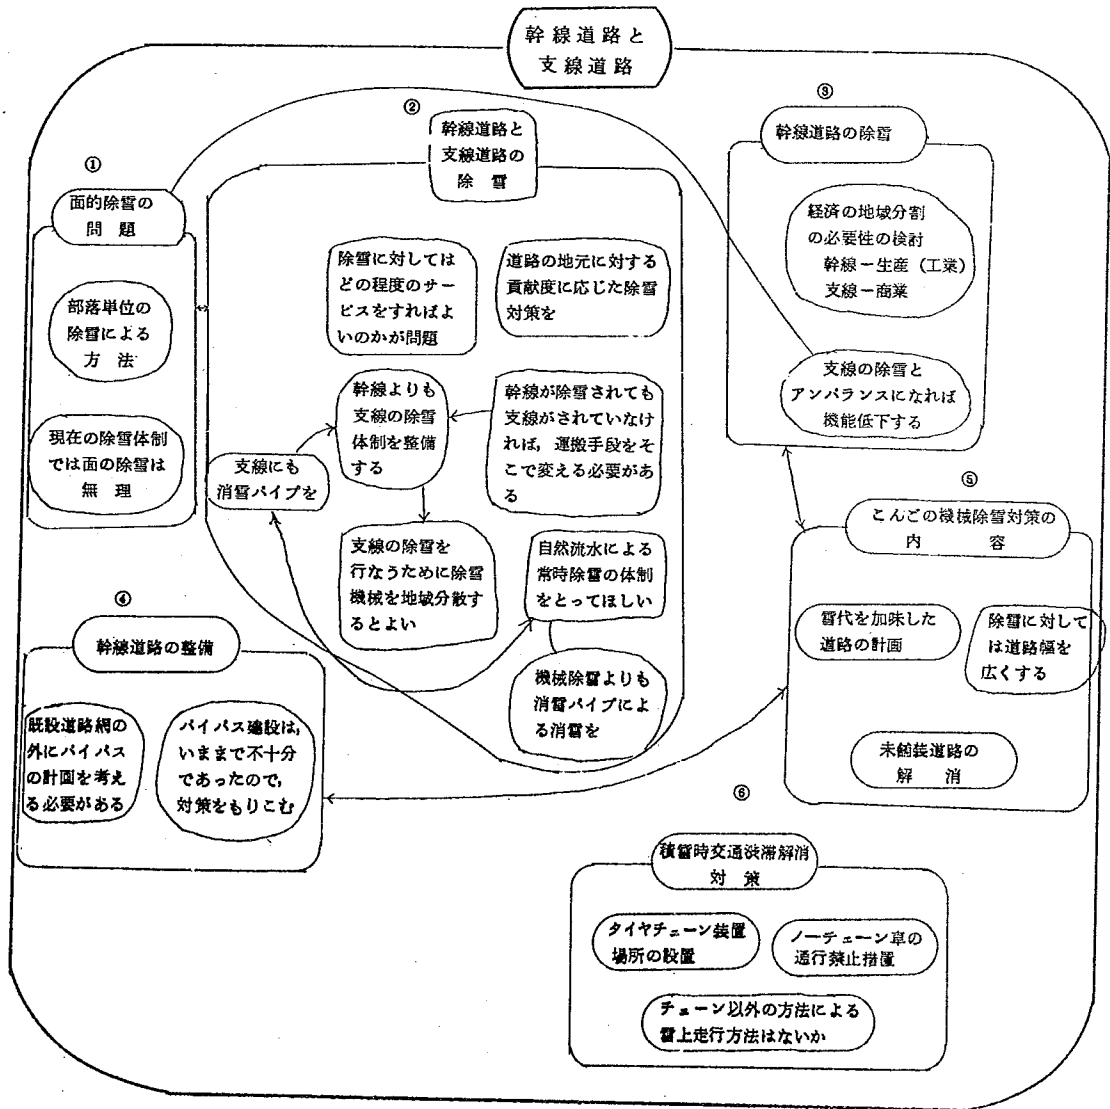 幹線道路と
支線道路
①
面的除雪の
問題
部落単位の
除雪による
方法
現在の除雪体制
では面の除雪は
無理
②
幹線道路と
支線道路の
除雪
除雪に対しては
どの程度のサー
ビスをすればよ
いのかが問題
道路の地元に対する
貢献度に応じた除雪
対策を
幹線よりも
支線の除雪
体制を整備
する
幹線が除雪されても
支線がされていなけ
れば，運搬手段をそ
こで変える必要があ
る
支線にも
消雪パイプを
支線の除雪を
行なうために除雪
機械を地域分散す
るとよい
自然流水による
常時除雪の体制
をとってほしい
機械除雪よりも
消雪パイプによ
る消雪を
③
幹線道路の除雪
経済の地域分割
の必要性の検討
幹線ー生産（工業）
支線ー商業
支線の除雪と
アンバランスになれば
機能低下する
④
幹線道路の整備
既設道路網の
外にバイパス
の計画を考え
る必要がある
バイパス建設は，
いままで不十分
であったので，
対策をもりこむ
⑤
こんごの機械除雪対策の
内容
雪代を加味した
道路の計画
除雪に対して
は道路幅を
広くする
未舗装道路の
解消
⑥
積雪時交通渋滞解消
対策
タイヤチェーン装置
場所の設置
ノーチェーン車の
通行禁止措置
チェーン以外の方法による
雪上走行方法はないか